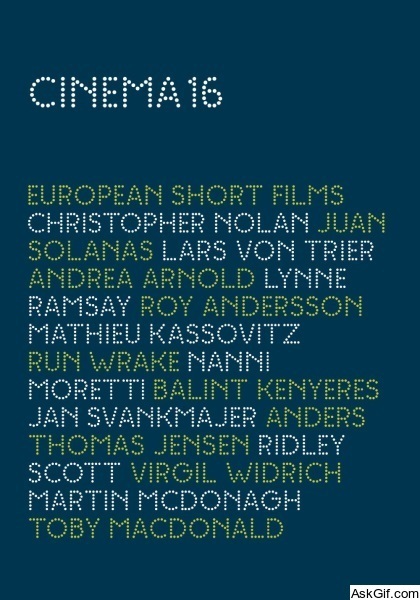 CINEMA16
EUROPEAN SHORT FILMS
CHRISTOPHER NOLAN JUAN
SOLANAS LARS VON TRIER
ANDREA ARNOLD LYNNE
RAMSAY ROY ANDERSSON
MATHIEU KASSOVITZ
RUN WRAKE NANNI
MORETTI BALINT KENYERES
JAN SVANKMAJER ANDERS
THOMAS JENSEN RIDLEY
SCOTT VIRGIL WIDRICH
MARTIN MCDONAGH
TOBY MACDONALD
AskGif.com